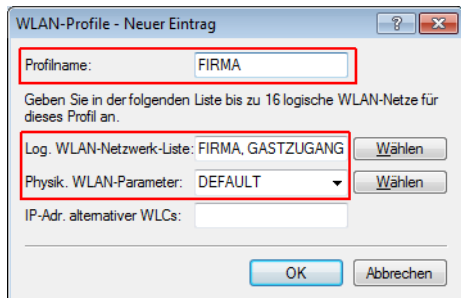 WLAN-Profile - Neuer Eintrag
Profilname: FIRMA
Geben Sie in der folgenden Liste bis zu 16 logische WLAN-Netze für
dieses Profil an.
Log. WLAN-Netzwerk-Liste: FIRMA, GASTZUGANG Wählen
Physik. WLAN-Parameter: DEFAULT Wählen
IP-Adr. alternativer WLCs:
OK Abbrechen